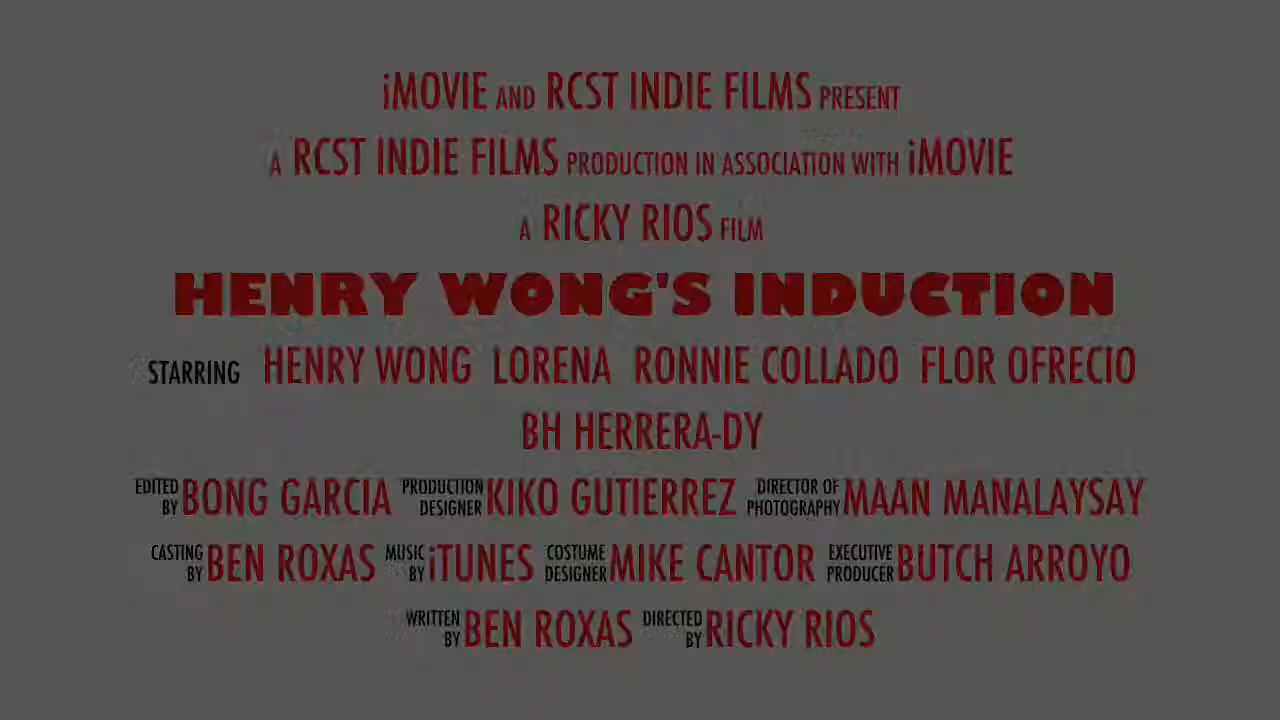 iMOVIE AND RCST INDIE FILMS PRESENT
A RCST INDIE FILMS PRODUCTION IN ASSOCIATION WITH iMOVIE
A RICKY RIOS FILM
HENRY WONG'S INDUCTION
STARRING HENRY WONG LORENA RONNIE COLLADO FLOR OFRECIO
BH HERRERA-DY
EDITED BY BONG GARCIA PRODUCTION DESIGNER KIKO GUTIERREZ DIRECTOR OF PHOTOGRAPHY MAAN MANALAYSAY
CASTING BY BEN ROXAS MUSIC BY iTUNES COSTUME DESIGNER MIKE CANTOR EXECUTIVE PRODUCER BUTCH ARROYO
WRITTEN BY BEN ROXAS DIRECTED BY RICKY RIOS